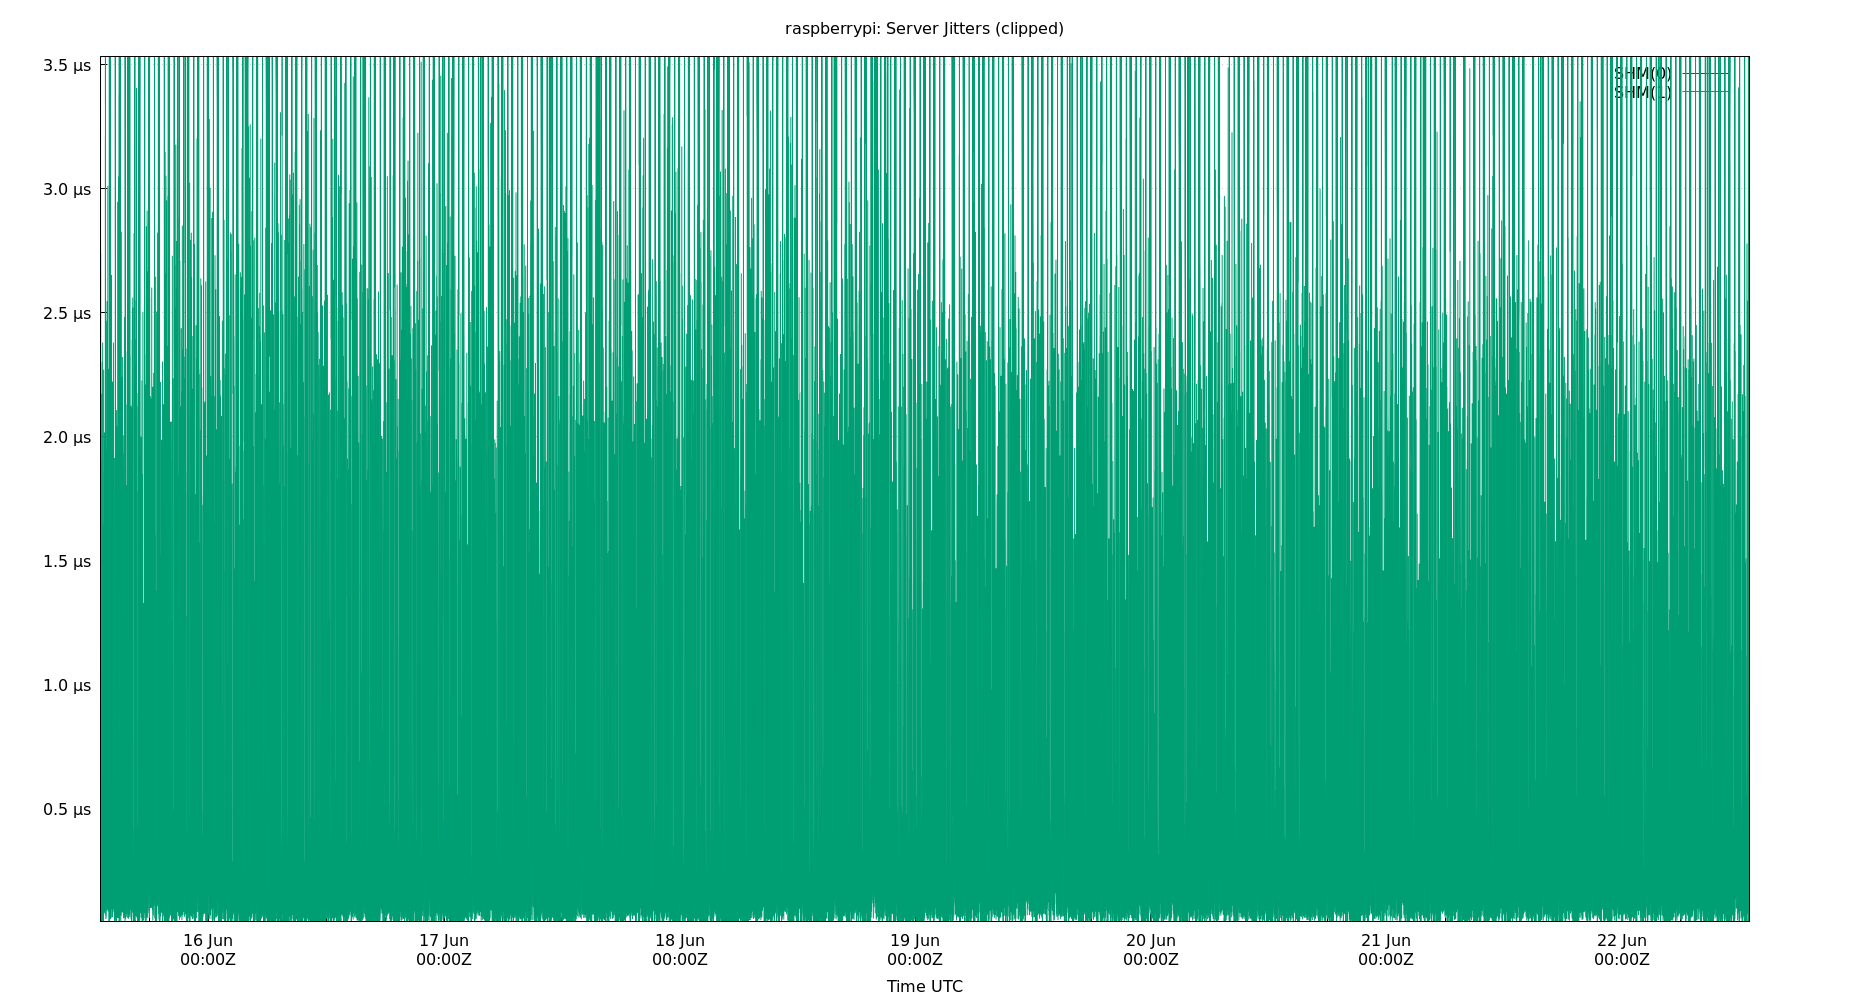 raspberrypi: Server Jitters (clipped)
3.5 µs
SHM(0)
SHM(1)
3.0 µs
2.5 µs
2.0 µs
1.5 µs
1.0 µs
0.5 µs
16 Jun 17 Jun 18 Jun 19 Jun 20 Jun 21 Jun 22 Jun
00:00Z 00:00Z 00:00Z 00:00Z 00:00Z 00:00Z 00:00Z
Time UTC